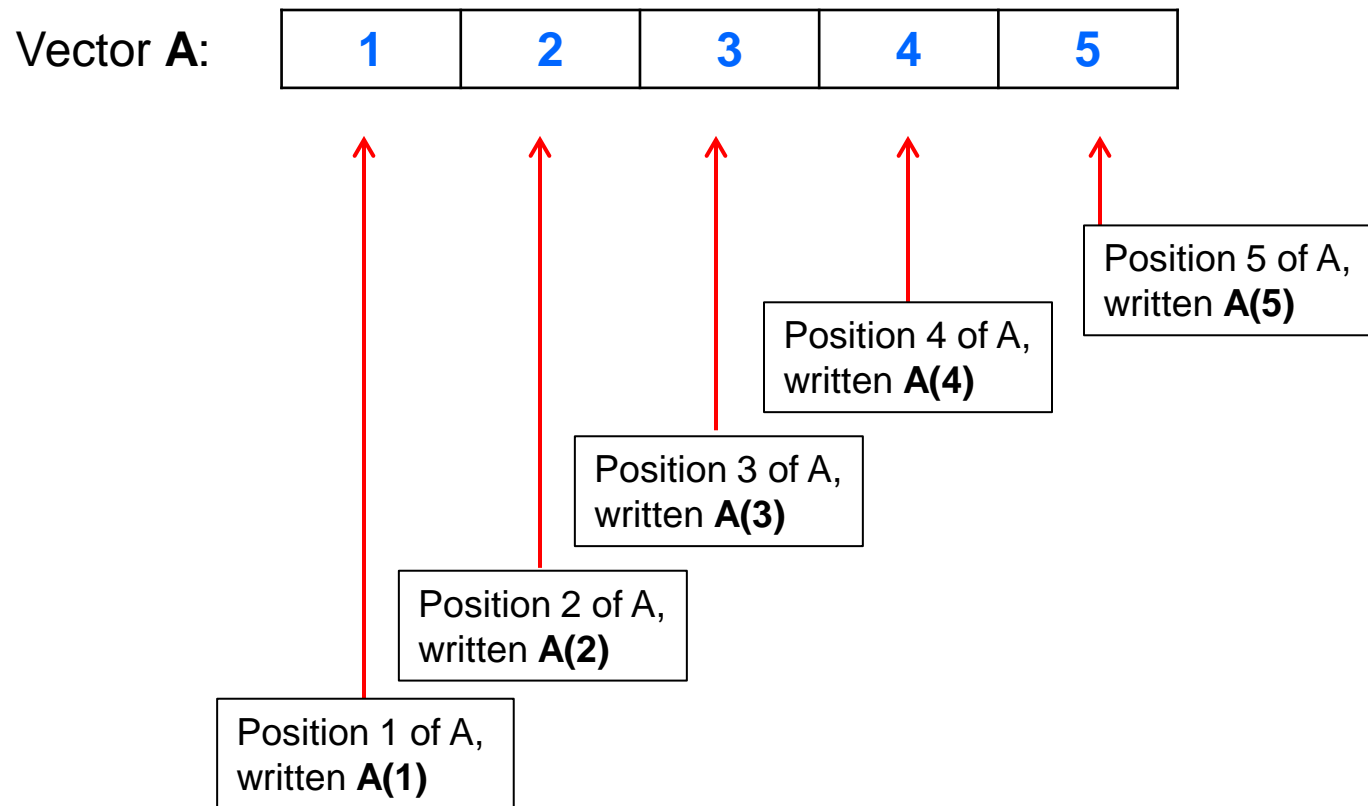 Vector A: 1 2 3 4 5
Position 5 of A,
written A(5)
Position 4 of A,
written A(4)
Position 3 of A,
written A(3)
Position 2 of A,
written A(2)
Position 1 of A,
written A(1)